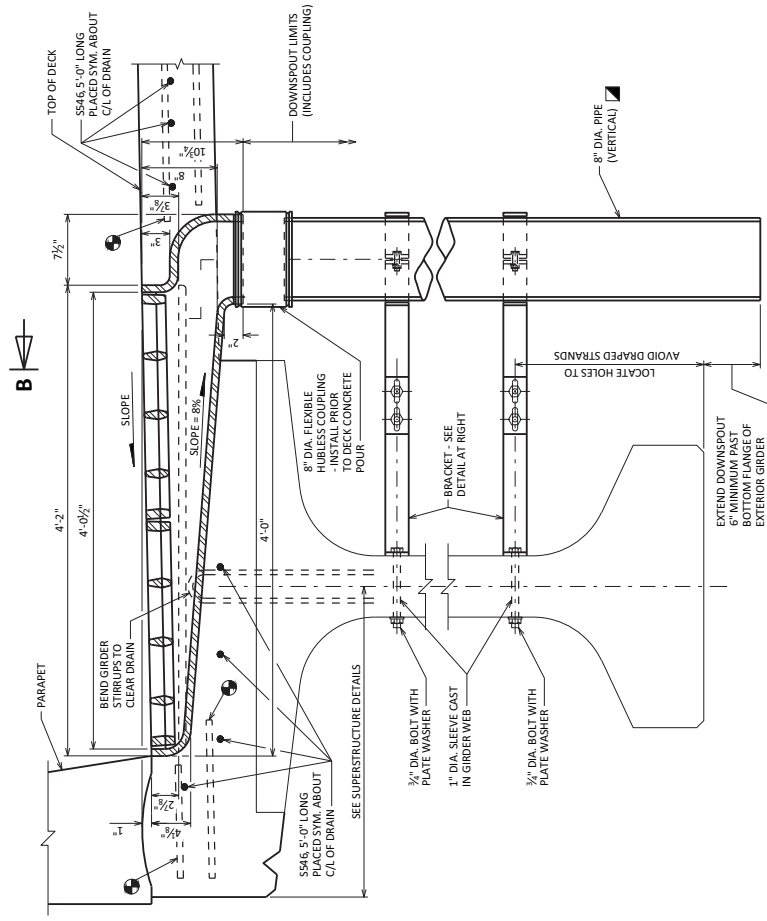 B
TOP OF DECK
S546, 5'-0" LONG
PLACED SYM. ABOUT
C/L OF DRAIN
DOWNSPOUT LIMITS
(INCLUDES COUPLING)
8" DIA. PIPE
(VERTICAL)
7½"
3"
3⅞"
8"
10¾"
SLOPE
4'-2"
4'-0½"
SLOPE = 8%
2"
8" DIA. FLEXIBLE
HUBLESS COUPLING
- INSTALL PRIOR
TO DECK CONCRETE
POUR
4'-0"
PARAPET
BEND GIRDER
STIRRUPS TO
CLEAR DRAIN
1"
2⅞"
4⅛"
S546, 5'-0" LONG
PLACED SYM. ABOUT
C/L OF DRAIN
SEE SUPERSTRUCTURE DETAILS
BRACKET - SEE
DETAIL AT RIGHT
¾" DIA. BOLT WITH
PLATE WASHER
1" DIA. SLEEVE CAST
IN GIRDER WEB
¾" DIA. BOLT WITH
PLATE WASHER
LOCATE HOLES TO
AVOID DRAPED STRANDS
EXTEND DOWNSPOUT
6" MINIMUM PAST
BOTTOM FLANGE OF
EXTERIOR GIRDER